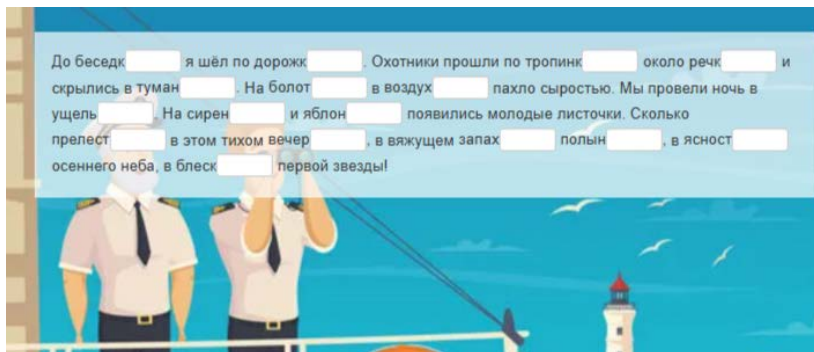 До беседк я шёл по дорожк . Охотники прошли по тропинк около речк и
скрылись в туман . На болот в воздух пахло сыростью. Мы провели ночь в
ущель . На сирен и яблон появились молодые листочки. Сколько
прелест в этом тихом вечер , в вяжущем запах полын , в ясност
осеннего неба, в блеск первой звезды!